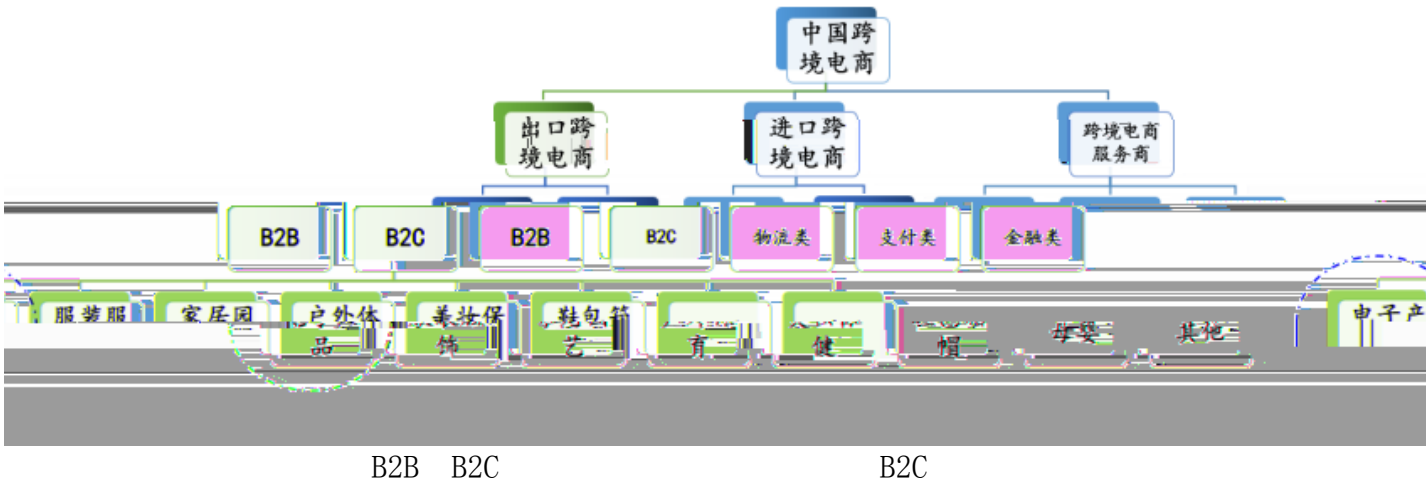 中国跨
境电商
出口跨
境电商
进口跨
境电商
跨境电商
服务商
B2B
B2C
B2B
B2C
物流类
支付类
金融类
服装服
家居园
户外体
美妆保
鞋包箱
电子产
品
饰
艺
育
健
帽
母婴
其他
B2B B2C
B2C